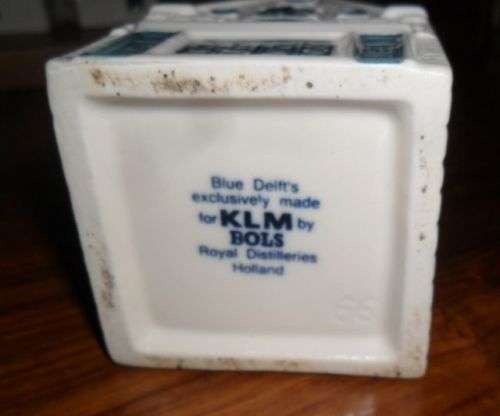 Blue Delft's
exclusively made
for KLM by
BOLS
Royal Distilleries
Holland